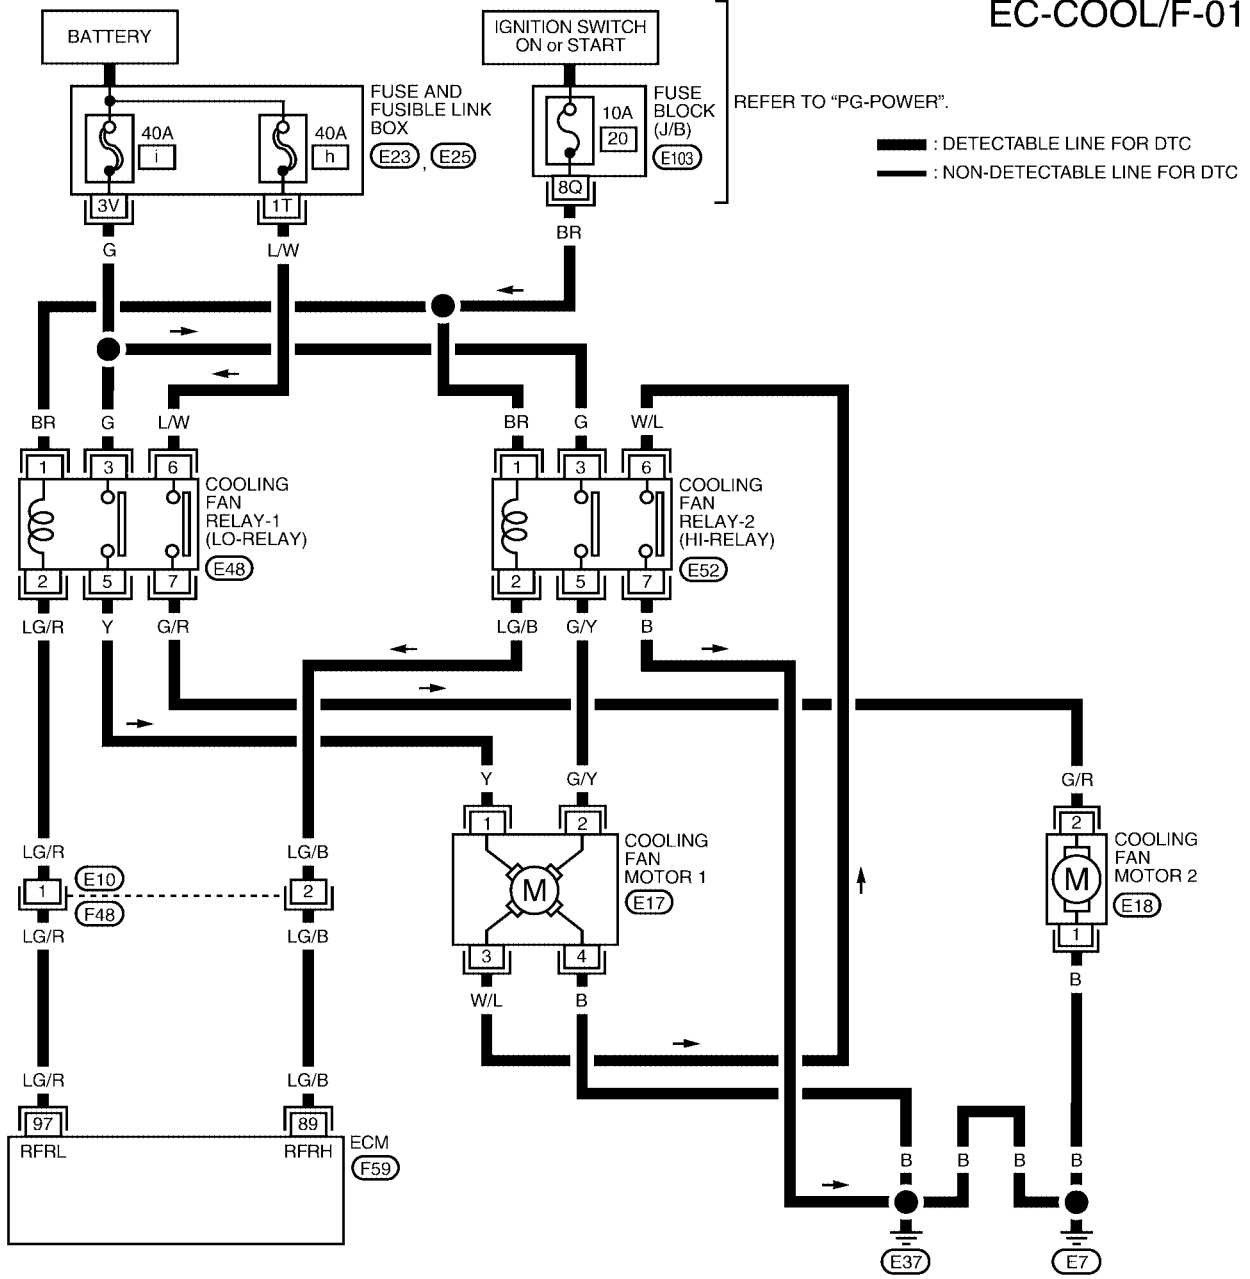 EC-COOL/F-01
BATTERY
IGNITION SWITCH
ON or START
FUSE AND
FUSIBLE LINK
BOX
E23 , E25
40A
i
40A
h
10A
20
FUSE
BLOCK
(J/B)
E103
REFER TO “PG-POWER”.
: DETECTABLE LINE FOR DTC
: NON-DETECTABLE LINE FOR DTC
3V
1T
8Q
G
L/W
BR
BR
G
L/W
BR
G
W/L
1
3
6
1
3
6
COOLING
FAN
RELAY-1
(LO-RELAY)
E48
COOLING
FAN
RELAY-2
(HI-RELAY)
E52
2
5
7
2
5
7
LG/R
Y
G/R
LG/B
G/Y
B
Y
G/Y
G/R
1
2
2
M
COOLING
FAN
MOTOR 1
E17
M
COOLING
FAN
MOTOR 2
E18
LG/R
LG/B
1
E10
F48
2
LG/R
LG/B
3
4
1
W/L
B
B
LG/R
LG/B
97
89
RFRL
RFRH
ECM
F59
B
B
B
B
E37
E7